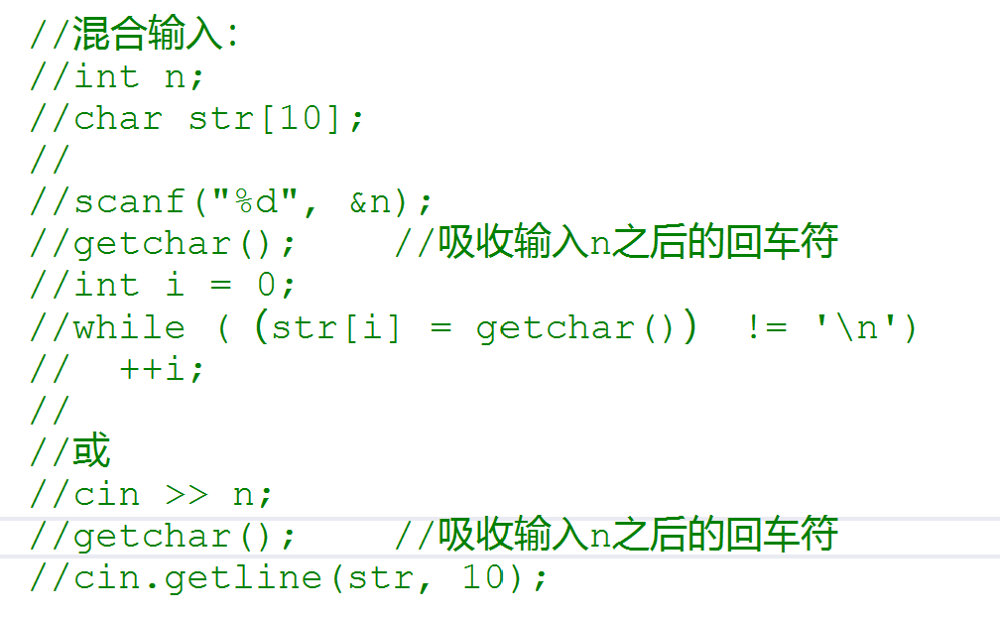 //混合输入:
//int n;
//char str[10];
//
//scanf("%d", &n);
//getchar();    //吸收输入n之后的回车符
//int i = 0;
//while (（str[i] = getchar()） != '\n')
//  ++i;
//
//或
//cin >> n;
//getchar();    //吸收输入n之后的回车符
//cin.getline(str, 10);